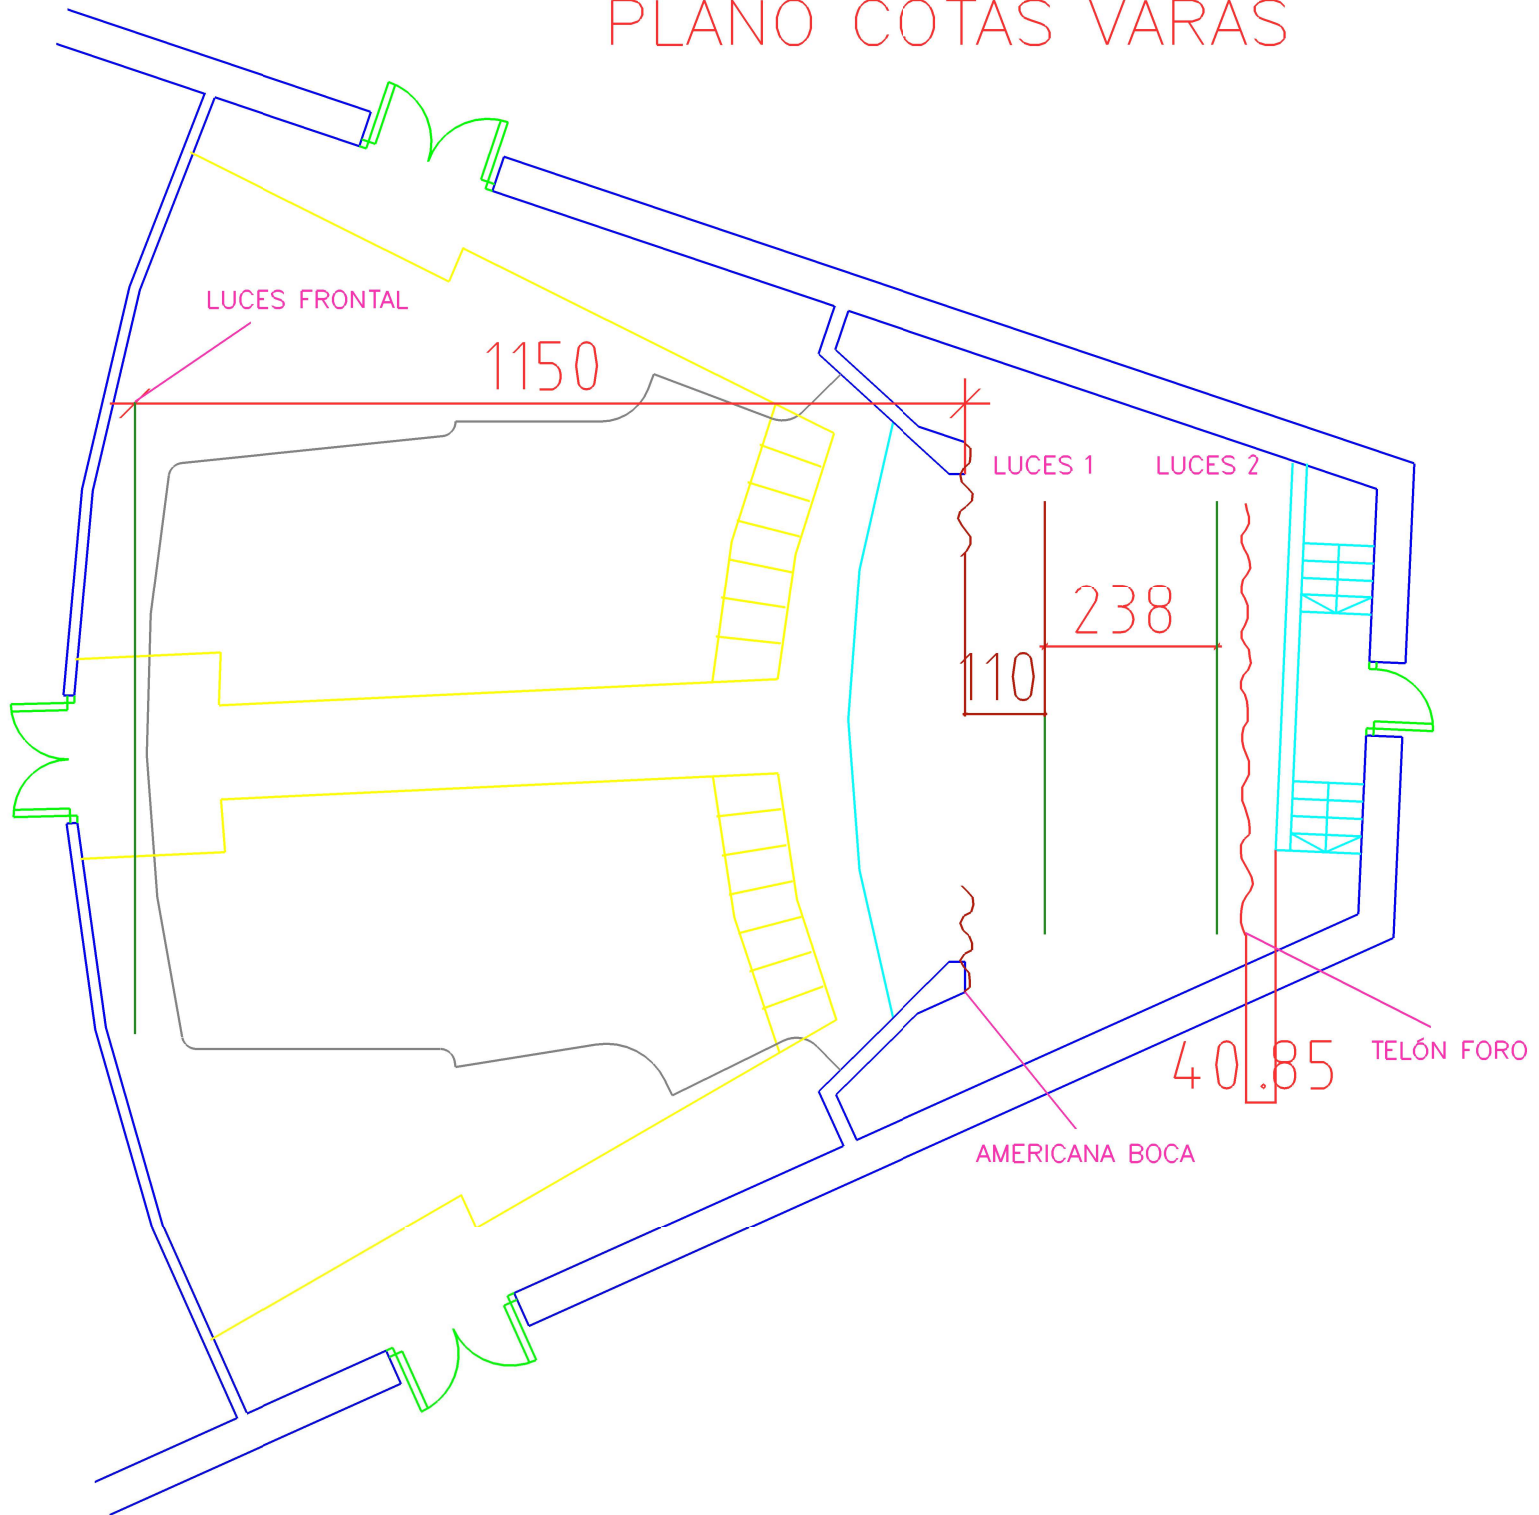 PLANO COTAS VARAS
LUCES FRONTAL
1150
LUCES 1
LUCES 2
238
110
40.85
TELÓN FORO
AMERICANA BOCA